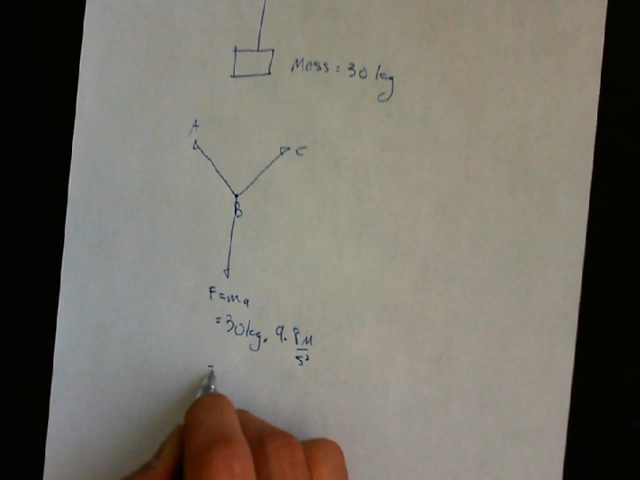 Mass = 30 kg
A
C
B
F = ma
= 30 kg . 9.8 M/s²
=